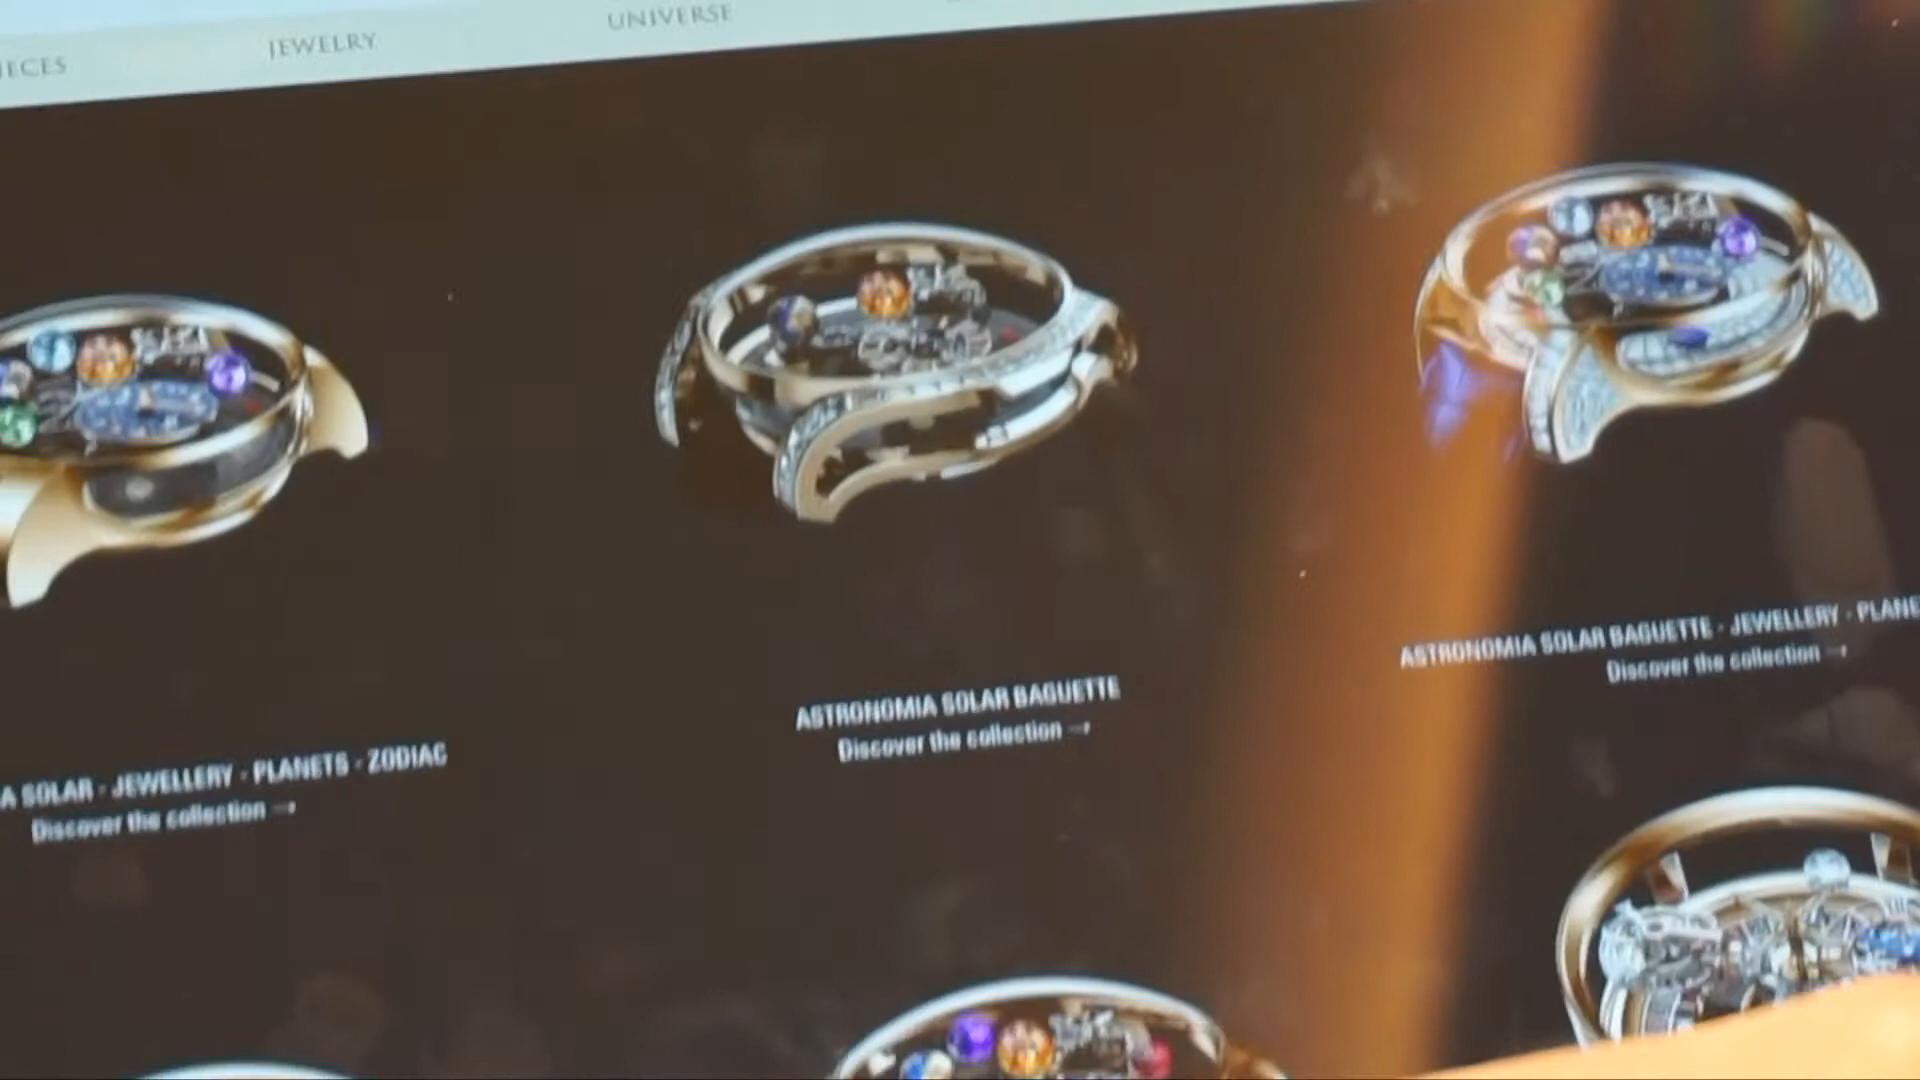 JEWELRY
UNIVERSE
A SOLAR - JEWELLERY - PLANETS - ZODIAC
Discover the collection →
ASTRONOMIA SOLAR BAGUETTE
Discover the collection →
ASTRONOMIA SOLAR BAGUETTE - JEWELLERY - PLANE
Discover the collection →